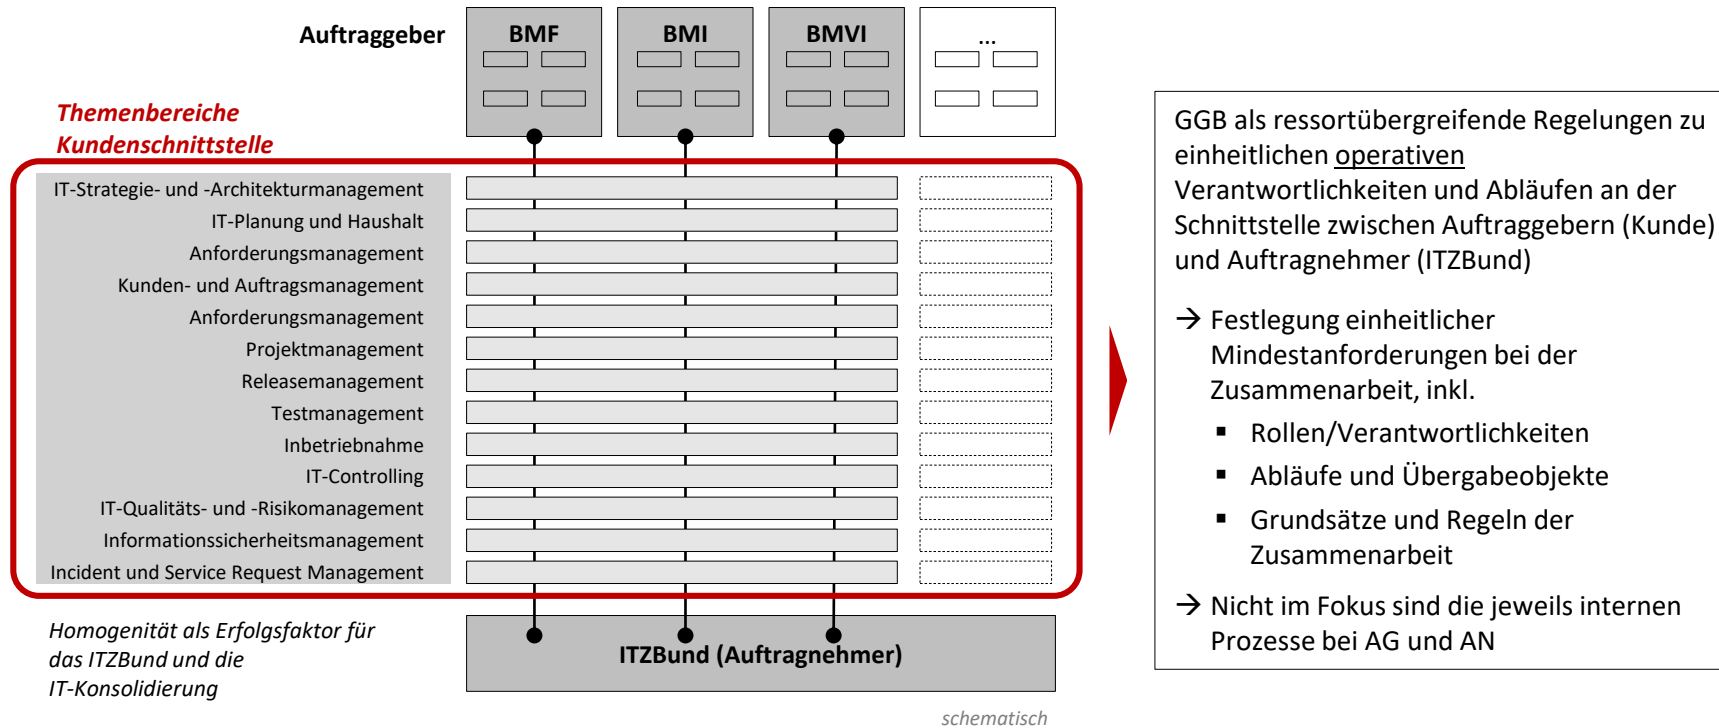 Auftraggeber
BMF
BMI
BMVI
...
Themenbereiche
Kundenschnittstelle
IT-Strategie- und -Architekturmanagement
IT-Planung und Haushalt
Anforderungsmanagement
Kunden- und Auftragsmanagement
Anforderungsmanagement
Projektmanagement
Releasemanagement
Testmanagement
Inbetriebnahme
IT-Controlling
IT-Qualitäts- und -Risikomanagement
Informationssicherheitsmanagement
Incident und Service Request Management
Homogenität als Erfolgsfaktor für
das ITZBund und die
IT-Konsolidierung
ITZBund (Auftragnehmer)
schematisch
GGB als ressortübergreifende Regelungen zu
einheitlichen operativen
Verantwortlichkeiten und Abläufen an der
Schnittstelle zwischen Auftraggebern (Kunde)
und Auftragnehmer (ITZBund)
→ Festlegung einheitlicher
Mindestanforderungen bei der
Zusammenarbeit, inkl.
▪ Rollen/Verantwortlichkeiten
▪ Abläufe und Übergabeobjekte
▪ Grundsätze und Regeln der
Zusammenarbeit
→ Nicht im Fokus sind die jeweils internen
Prozesse bei AG und AN